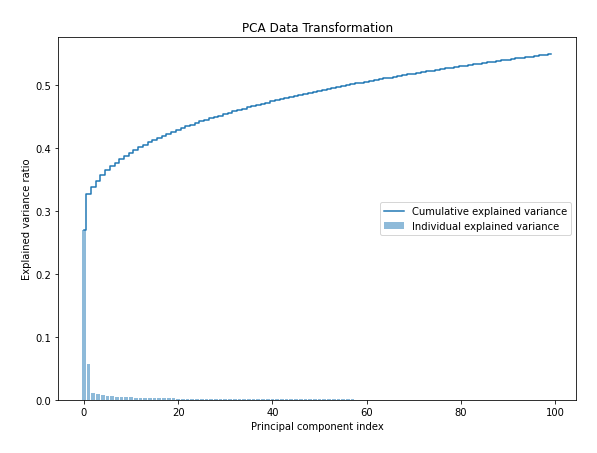 PCA Data Transformation
Explained variance ratio
0.5
0.4
0.3
0.2
0.1
0.0
Cumulative explained variance
Individual explained variance
0 20 40 60 80 100
Principal component index